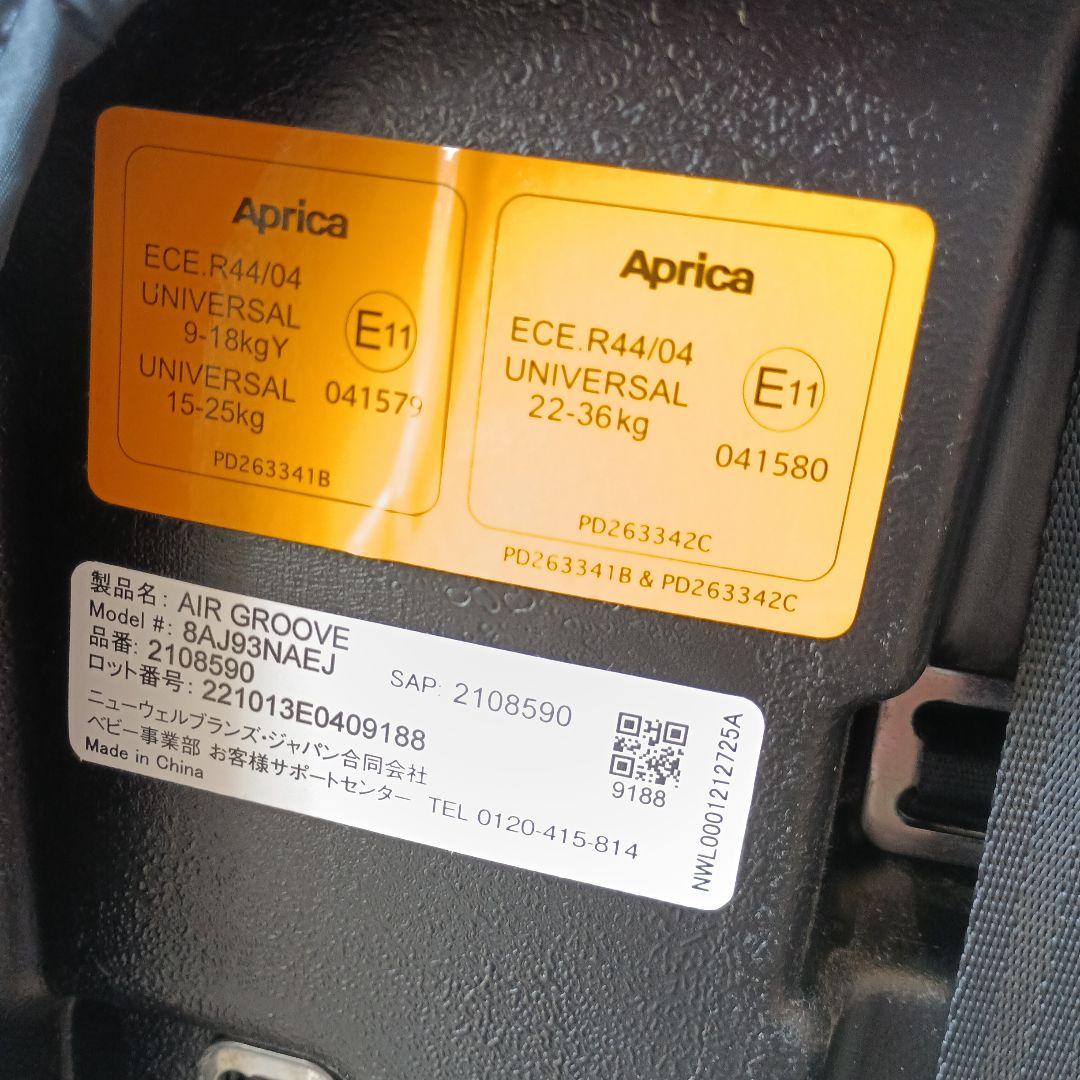 Aprica
ECE.R44/04
UNIVERSAL
9-18kgY
UNIVERSAL
15-25kg
E11
041579
PD263341B
Aprica
ECE.R44/04
UNIVERSAL
22-36kg
E11
041580
PD263342C
PD263341B & PD263342C
製品名: AIR GROOVE
Model #: 8AJ93NAEJ
品番: 2108590
SAP: 2108590
ロット番号: 221013E0409188
ニューウェルブランズ・ジャパン合同会社
ベビー事業部 お客様サポートセンター TEL 0120-415-814
Made in China
9188
NWL0001212725A